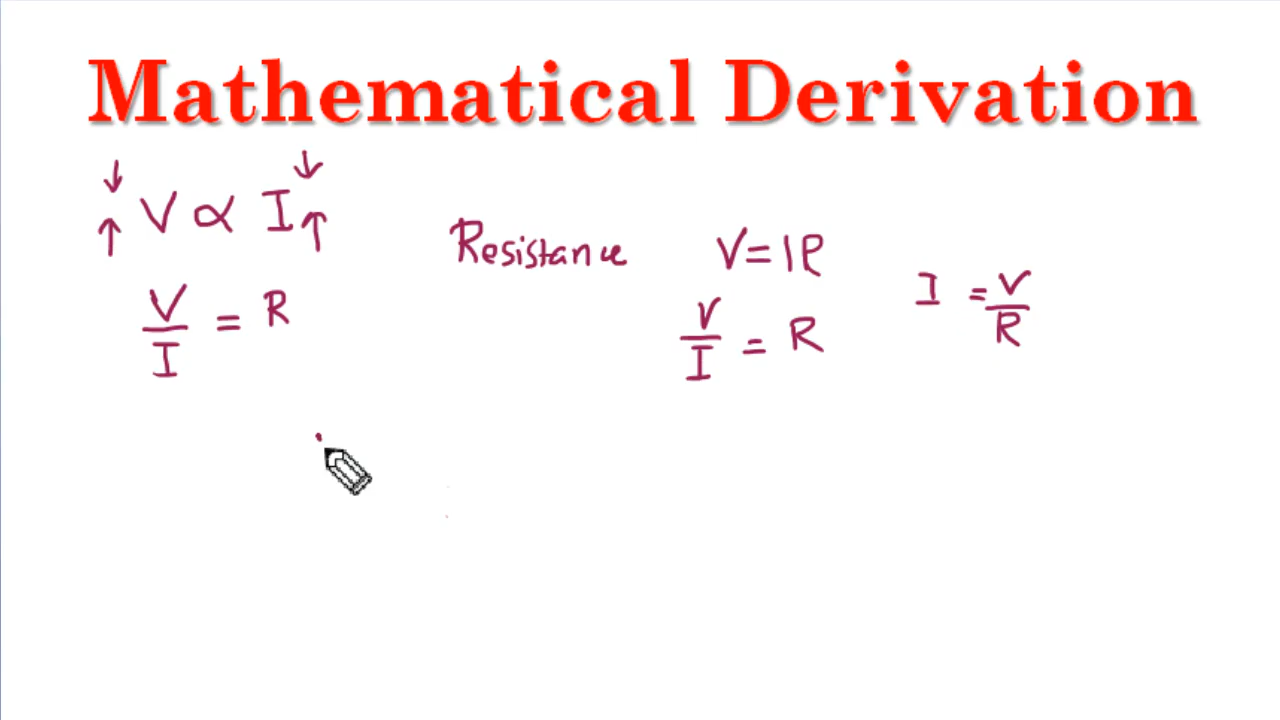 Mathematical Derivation
↓ ↓
↑ V ∝ I ↑
V/I = R
Resistance
V = IR
V/I = R
I = V/R